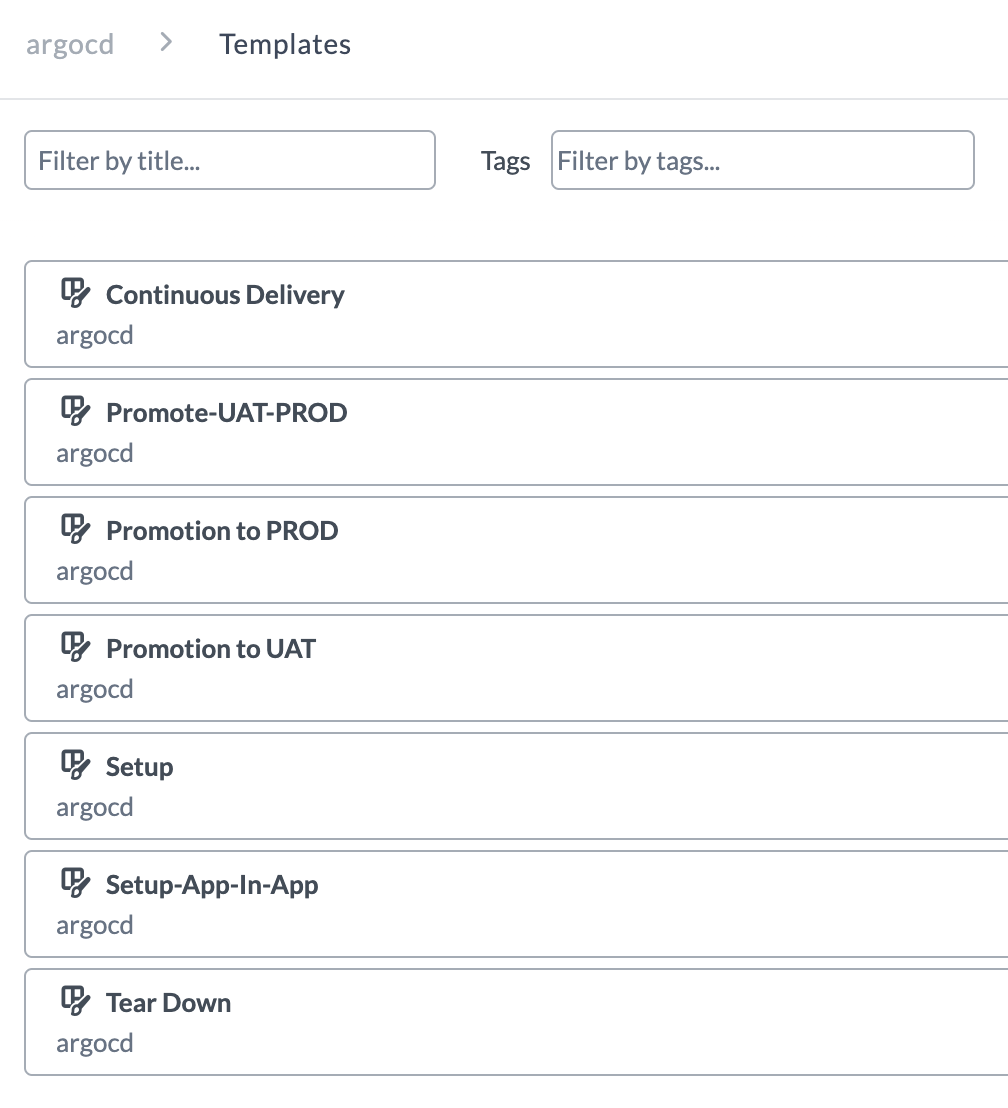 argocd > Templates
Filter by title... Tags Filter by tags...
Continuous Delivery
argocd
Promote-UAT-PROD
argocd
Promotion to PROD
argocd
Promotion to UAT
argocd
Setup
argocd
Setup-App-In-App
argocd
Tear Down
argocd